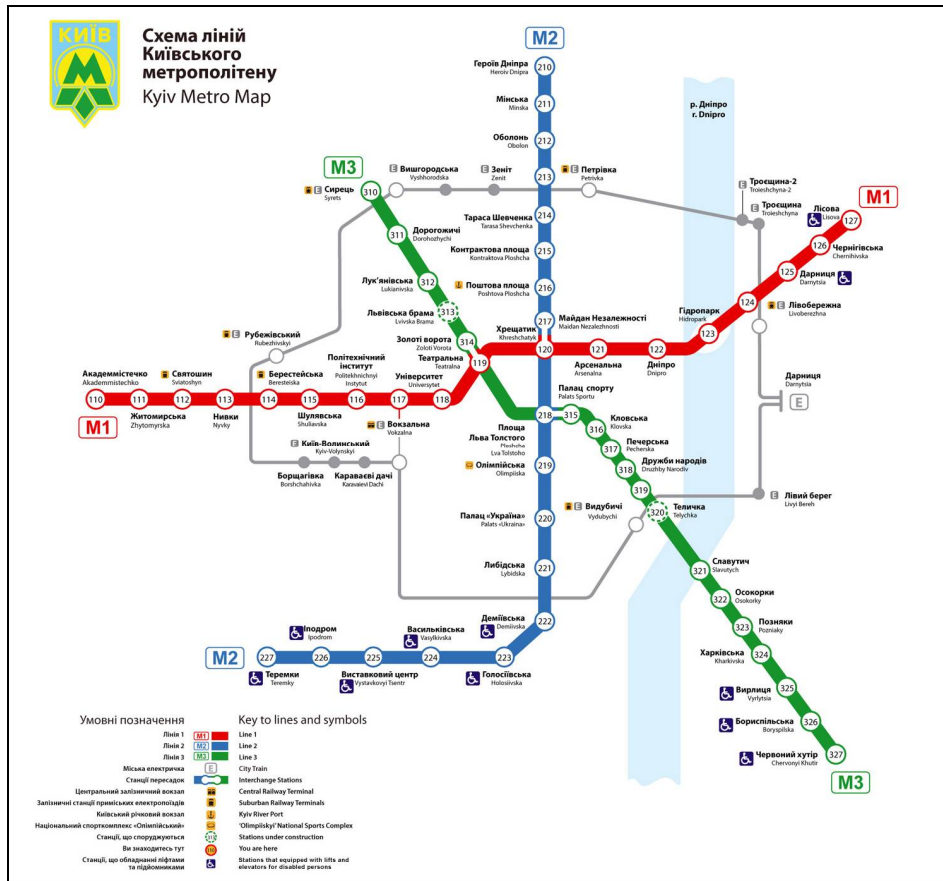 КИЇВ
Схема ліній
Київського
метрополітену
Kyiv Metro Map
M2
Героїв Дніпра
Heroiv Dnipra
210
Мінська
Minska
211
Оболонь
Obolon
212
213
E Петрівка
Petrivka
E Вишгородська
Vyshhorodska
E Зеніт
Zenit
M3
E Сирець
Syrets
310
р. Дніпро
r. Dnipro
E Троєщина-2
Troieshchyna-2
E Троєщина
Troieshchyna
Лісова
Lisova
127
M1
Тараса Шевченка
Tarasa Shevchenka
214
Дорогожичі
Dorohozhychi
311
Контрактова площа
Kontraktova Ploshcha
215
126
Чернігівська
Chernihivska
Лук’янівська
Lukianivska
312
Поштова площа
Poshtova Ploshcha
216
125
Дарниця
Darnytsia
Львівська брама
Lvivska Brama
313
124
E Лівобережна
Livoberezhna
217
Майдан Незалежності
Maidan Nezalezhnosti
Гідропарк
Hidropark
123
E Рубежівський
Rubezhivskyi
Золоті ворота
Zoloti Vorota
314
Хрещатик
Khreshchatyk
120
121
Арсенальна
Arsenalna
122
Дніпро
Dnipro
Театральна
Teatralna
119
Академмістечко
Akademmistechko
110
111
Житомирська
Zhytomyrska
Святошин
Sviatoshyn
112
113
Нивки
Nyvky
Берестейська
Beresteiska
114
115
Шулявська
Shuliavska
Політехнічний
інститут
Politekhnichnyi
Instytut
116
117
E Вокзальна
Vokzalna
Університет
Universytet
118
M1
Дарниця
Darnytsia
E
Палац спорту
Palats Sportu
218
315
Площа
Льва Толстого
Ploshcha
Lva Tolstoho
316
Кловська
Klovska
317
Печерська
Pecherska
318
Дружби народів
Druzhby Narodiv
319
E Київ-Волинський
Kyiv-Volynskyi
Борщагівка
Borshchahivka
Караваєві дачі
Karavaievi Dachi
Олімпійська
Olimpiiska
219
E Видубичі
Vydubychi
320
Теличка
Telychka
E Лівий берег
Livyi Bereh
Палац «Україна»
Palats «Ukraina»
220
Либідська
Lybidska
221
321
Славутич
Slavutych
322
Осокорки
Osokorky
Деміївська
Demiivska
222
323
Позняки
Pozniaky
Харківська
Kharkivska
324
M2
227
Теремки
Teremky
Іподром
Ipodrom
226
225
Виставковий центр
Vystavkovyi Tsentr
Васильківська
Vasylkivska
224
223
Голосіївська
Holosiivska
Вирлиця
Vyrlytsia
325
Бориспільська
Boryspilska
326
Червоний хутір
Chervonyi Khutir
327
M3
Умовні позначення Key to lines and symbols
Лінія 1 M1 Line 1
Лінія 2 M2 Line 2
Лінія 3 M3 Line 3
Міська електричка E City Train
Станції пересадок Interchange Stations
Центральний залізничний вокзал Central Railway Terminal
Залізничні станції приміських електропоїздів Suburban Railway Terminals
Київський річковий вокзал Kyiv River Port
Національний спорткомплекс «Олімпійський» ‘Olimpiiskyi’ National Sports Complex
Станції, що споруджуються Stations under construction
Ви знаходитесь тут You are here
Станції, що обладнанні ліфтами
та підйомниками
Stations that equipped with lifts and
elevators for disabled persons